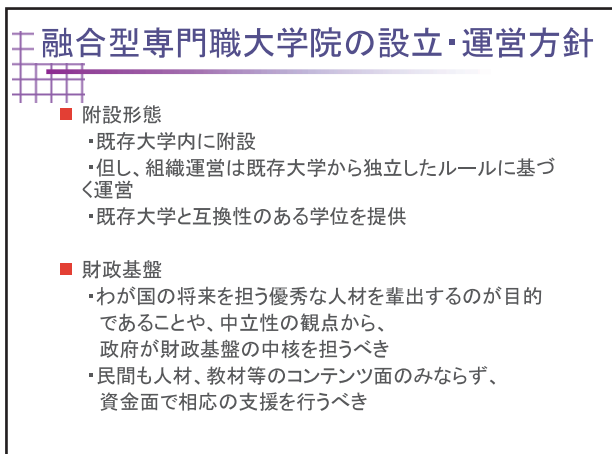 融合型専門職大学院の設立・運営方針
附設形態
・既存大学内に附設
・但し、組織運営は既存大学から独立したルールに基づ
く運営
・既存大学と互換性のある学位を提供
財政基盤
・わが国の将来を担う優秀な人材を輩出するのが目的
であることや、中立性の観点から、
政府が財政基盤の中核を担うべき
・民間も人材、教材等のコンテンツ面のみならず、
資金面で相応の支援を行うべき